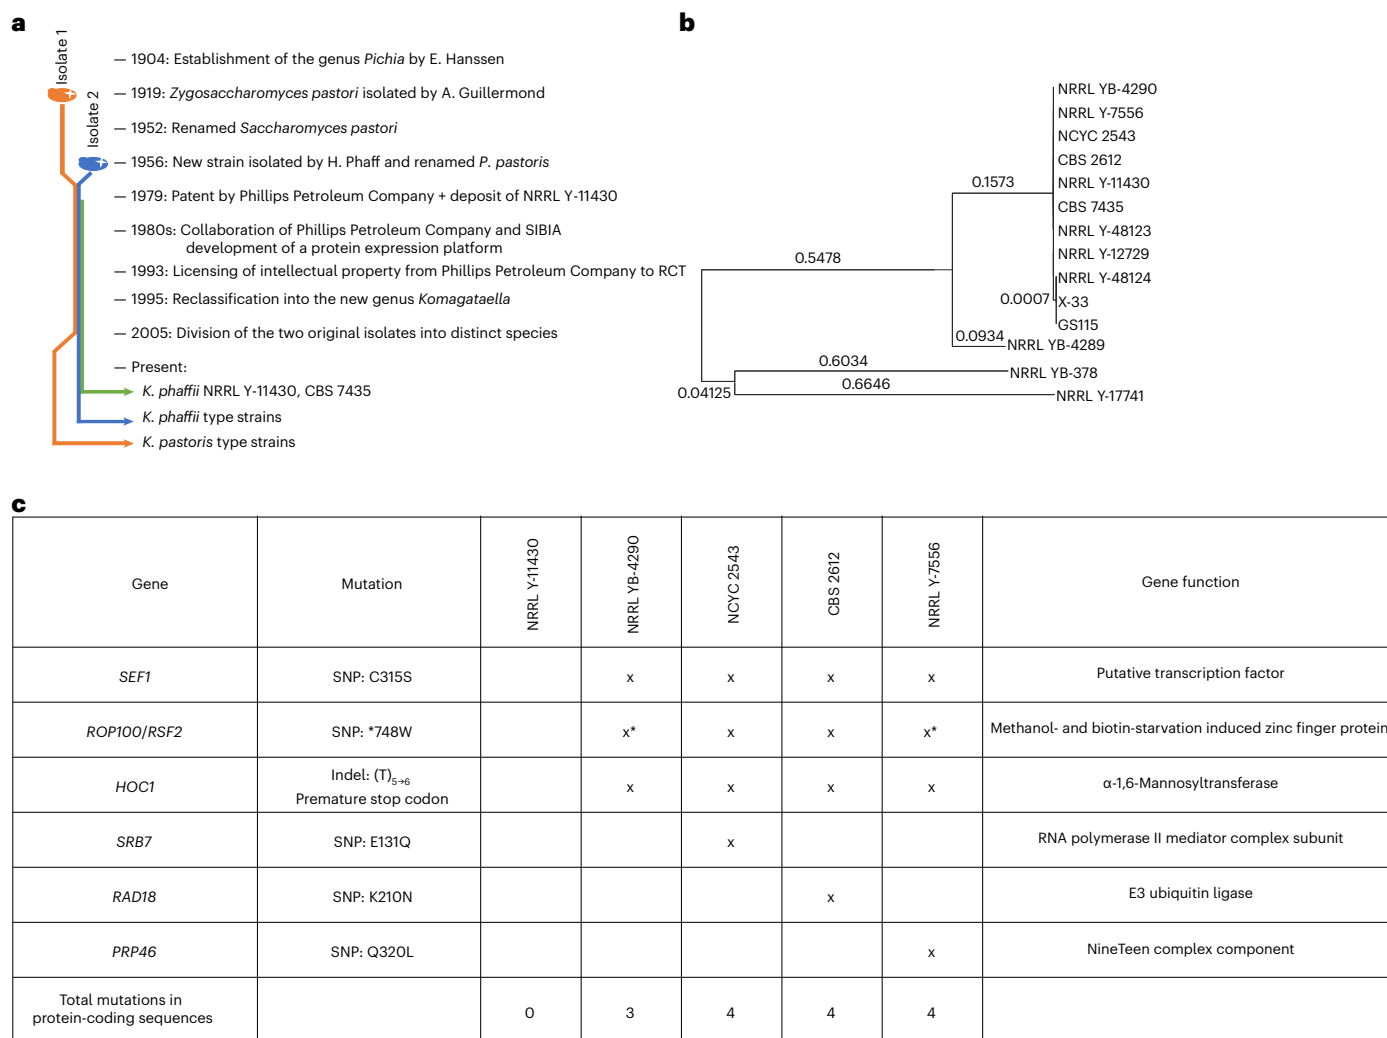 a
Isolate 1
Isolate 2
— 1904: Establishment of the genus Pichia by E. Hanssen
— 1919: Zygosaccharomyces pastori isolated by A. Guillermond
— 1952: Renamed Saccharomyces pastori
— 1956: New strain isolated by H. Phaff and renamed P. pastoris
— 1979: Patent by Phillips Petroleum Company + deposit of NRRL Y-11430
— 1980s: Collaboration of Phillips Petroleum Company and SIBIA
development of a protein expression platform
— 1993: Licensing of intellectual property from Phillips Petroleum Company to RCT
— 1995: Reclassification into the new genus Komagataella
— 2005: Division of the two original isolates into distinct species
— Present:
K. phaffii NRRL Y-11430, CBS 7435
K. phaffii type strains
K. pastoris type strains
b
NRRL YB-4290
NRRL Y-7556
NCYC 2543
CBS 2612
0.1573
NRRL Y-11430
CBS 7435
NRRL Y-48123
NRRL Y-12729
0.5478
NRRL Y-48124
0.0007
X-33
GS115
0.0934
NRRL YB-4289
0.6034
NRRL YB-378
0.6646
0.04125
NRRL Y-17741
c
Gene Mutation NRRL Y-11430 NRRL YB-4290 NCYC 2543 CBS 2612 NRRL Y-7556 Gene function
SEF1 SNP: C315S x x x x Putative transcription factor
ROP100/RSF2 SNP: *748W x* x x x* Methanol- and biotin-starvation induced zinc finger protein
HOC1 Indel: (T)5→6 x x x x α-1,6-Mannosyltransferase
Premature stop codon
SRB7 SNP: E131Q x RNA polymerase II mediator complex subunit
RAD18 SNP: K210N x E3 ubiquitin ligase
PRP46 SNP: Q320L x NineTeen complex component
Total mutations in
protein-coding sequences 0 3 4 4 4